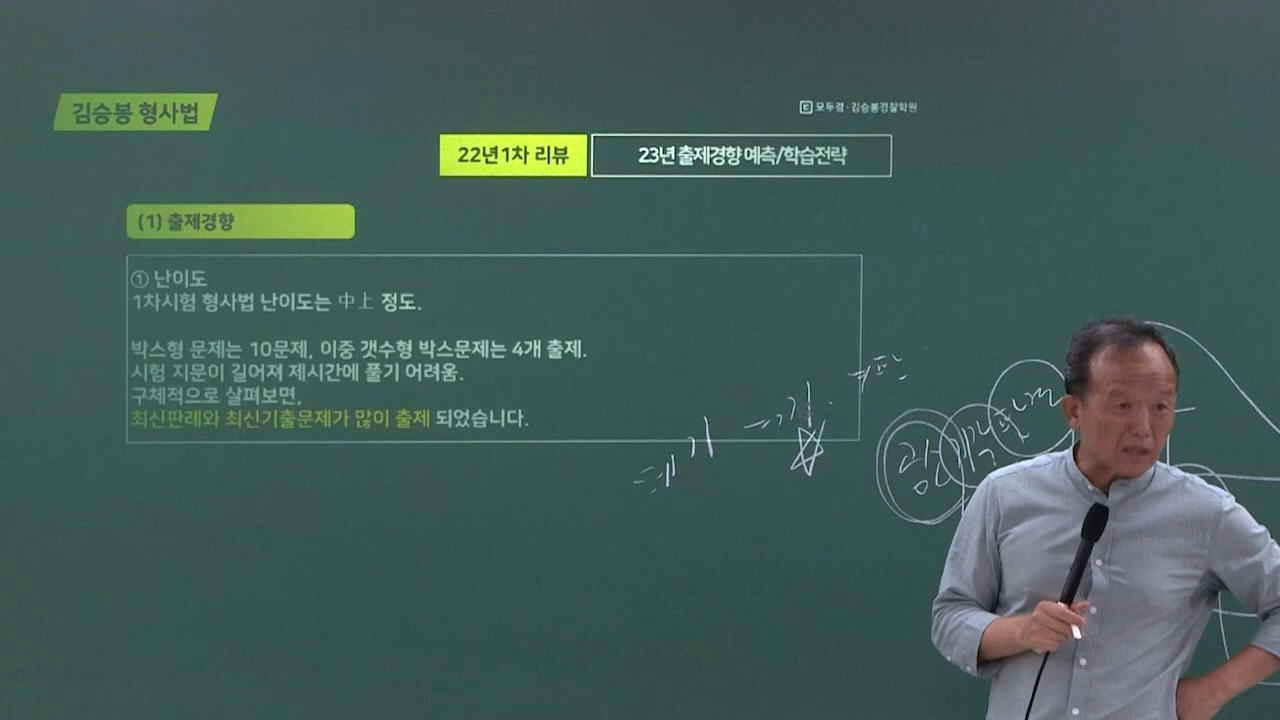 김승봉 형사법
모두경·김승봉경찰학원
22년 1차 리뷰
23년 출제경향 예측/학습전략
(1) 출제경향
① 난이도
1차시험 형사법 난이도는 中上 정도.
박스형 문제는 10문제, 이중 갯수형 박스문제는 4개 출제.
시험 지문이 길어져 제시간에 풀기 어려움.
구체적으로 살펴보면,
최신판례와 최신기출문제가 많이 출제 되었습니다.